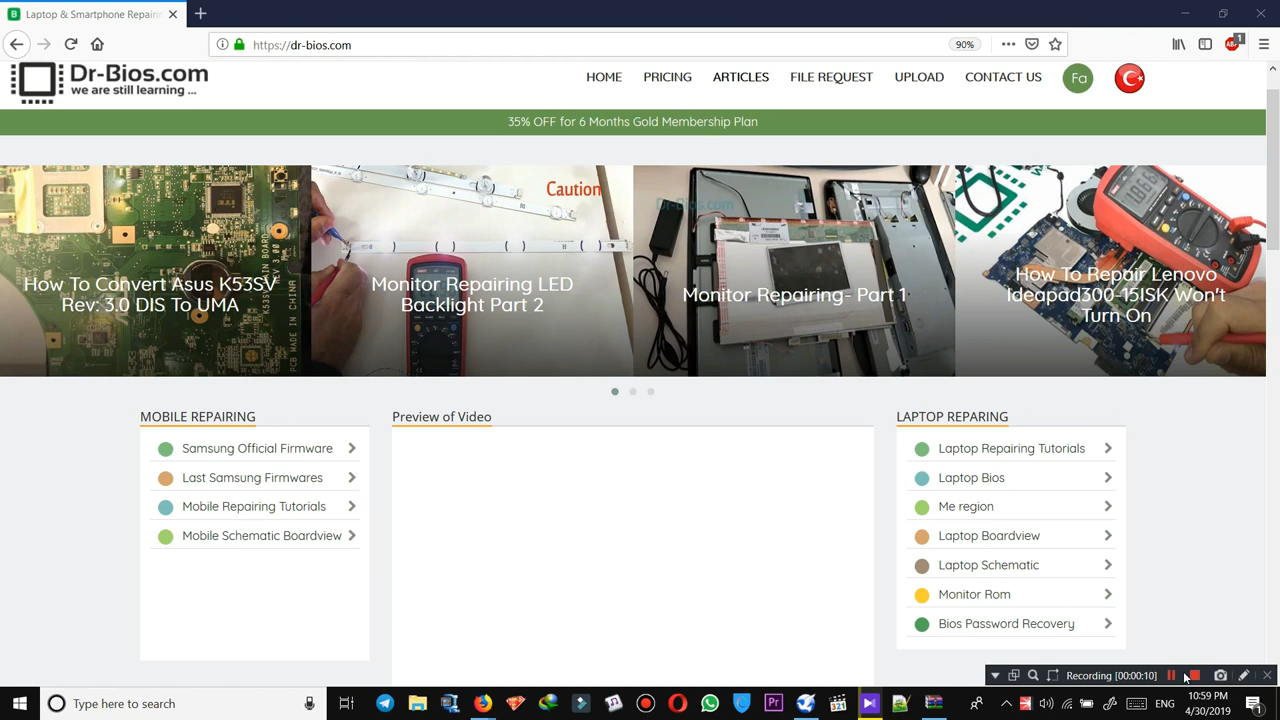 Laptop & Smartphone Repairin
https://dr-bios.com
90%
1
Dr-Bios.com
we are still learning ...
HOME
PRICING
ARTICLES
FILE REQUEST
UPLOAD
CONTACT US
Fa
35% OFF for 6 Months Gold Membership Plan
How To Convert Asus K53SV
Rev: 3.0 DIS To UMA
Caution
Monitor Repairing LED
Backlight Part 2
Dr-Bios.com
Monitor Repairing- Part 1
How To Repair Lenovo
Ideapad300-15ISK Won't
Turn On
MOBILE REPAIRING
Samsung Official Firmware
Last Samsung Firmwares
Mobile Repairing Tutorials
Mobile Schematic Boardview
Preview of Video
LAPTOP REPARING
Laptop Repairing Tutorials
Laptop Bios
Me region
Laptop Boardview
Laptop Schematic
Monitor Rom
Bios Password Recovery
Recording [00:00:10]
Type here to search
ENG
10:59 PM
4/30/2019